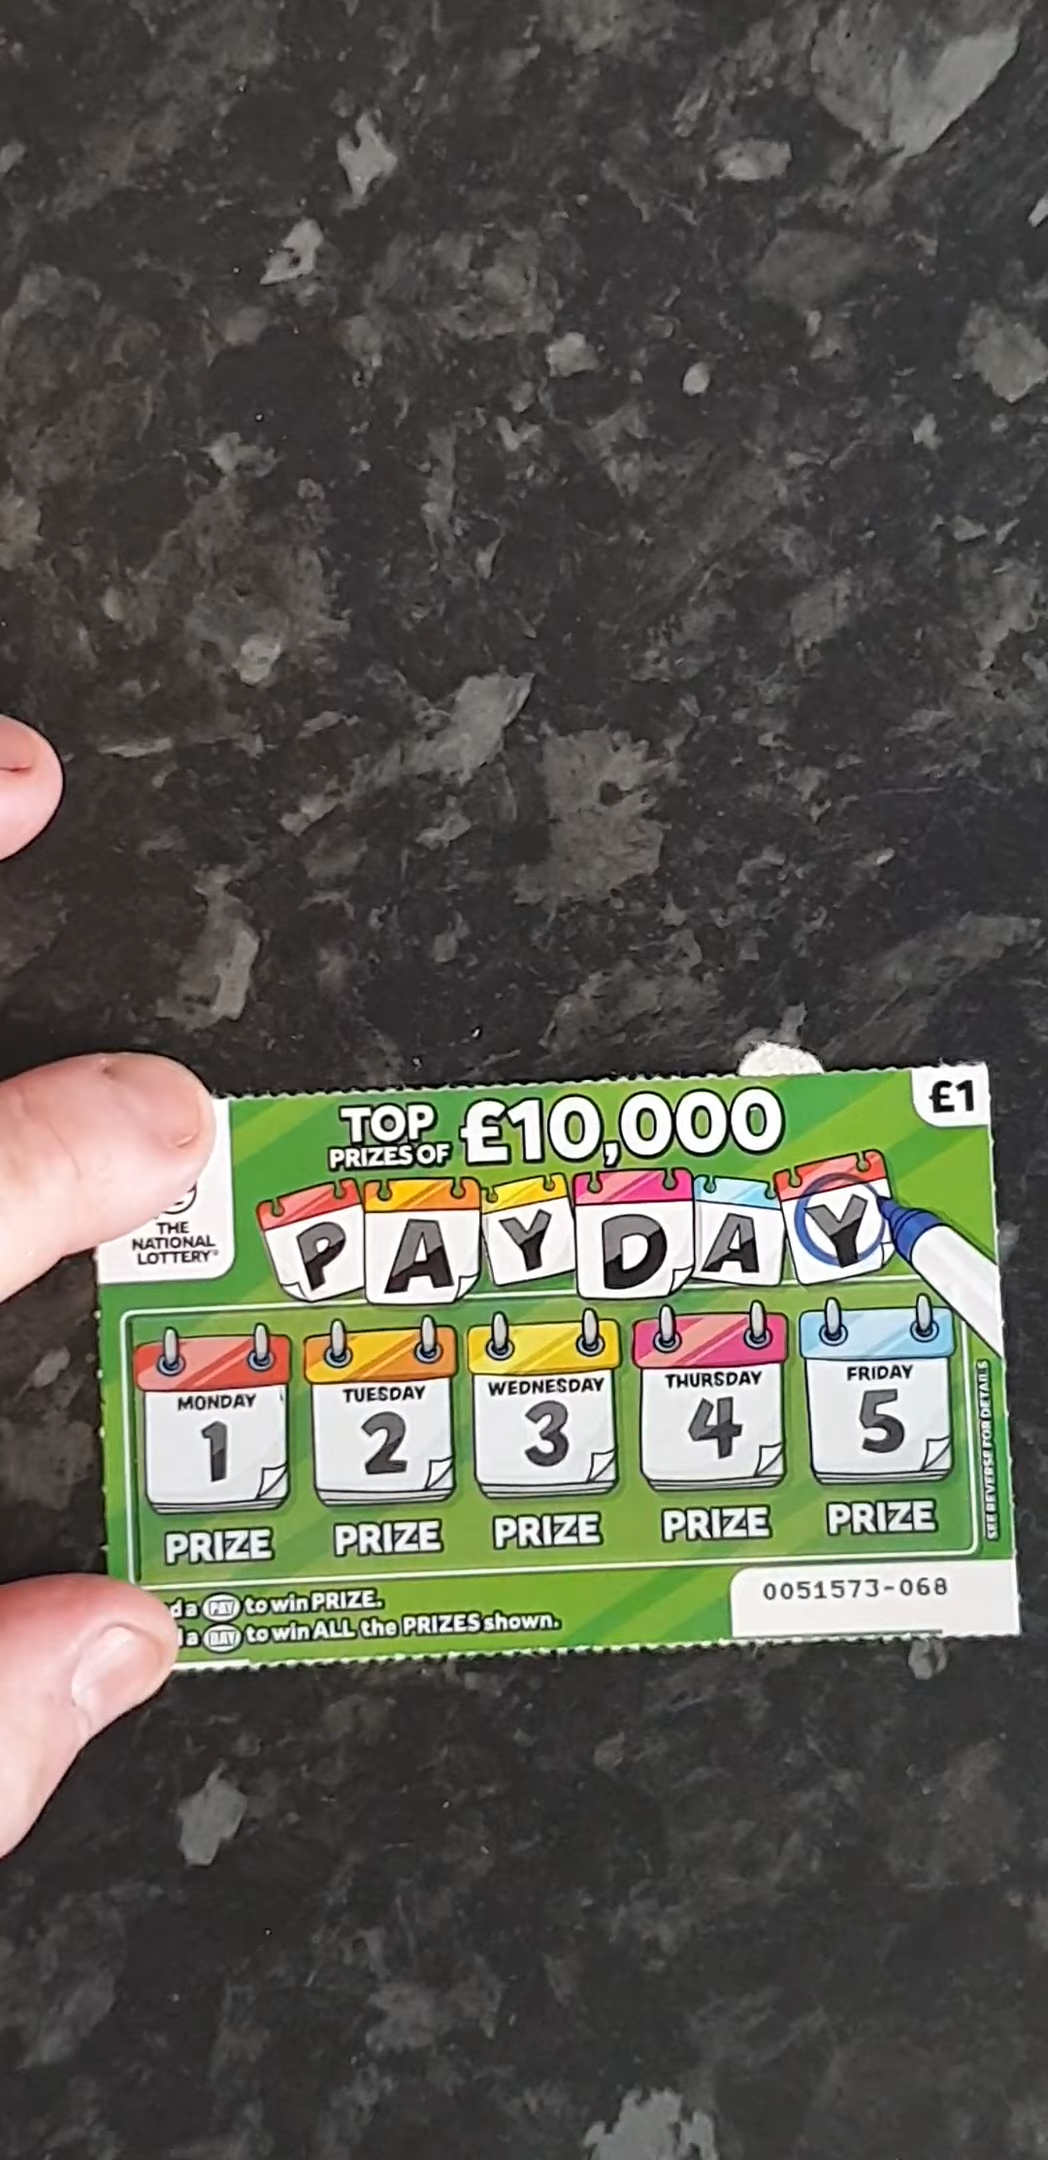 £1
TOP
PRIZES OF £10,000
PAYDAY
THE
NATIONAL
LOTTERY®
MONDAY TUESDAY WEDNESDAY THURSDAY FRIDAY
1 2 3 4 5
PRIZE PRIZE PRIZE PRIZE PRIZE
SEE REVERSE FOR DETAILS
a PAY to win PRIZE.
a DAY to win ALL the PRIZES shown.
0051573-068